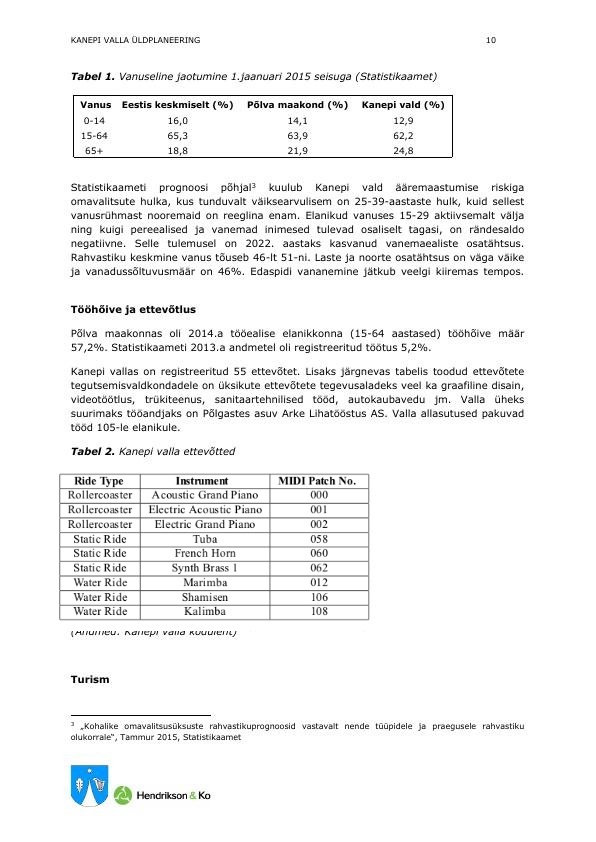 KANEPI VALLA ÜLDPLANEERING 10
Tabel 1. Vanuseline jaotumine 1.jaanuari 2015 seisuga (Statistikaamet)
Vanus Eestis keskmiselt (%) Põlva maakond (%) Kanepi vald (%)
0-14 16,0 14,1 12,9
15-64 65,3 63,9 62,2
65+ 18,8 21,9 24,8
Statistikaameti prognoosi põhjal³ kuulub Kanepi vald ääremaastumise riskiga
omavalitsute hulka, kus tunduvalt väiksearvulisem on 25-39-aastaste hulk, kuid sellest
vanusrühmast nooremaid on reeglina enam. Elanikud vanuses 15-29 aktiivsemalt välja
ning kuigi pereealised ja vanemad inimesed tulevad osaliselt tagasi, on rändesaldo
negatiivne. Selle tulemusel on 2022. aastaks kasvanud vanemaealiste osatähtsus.
Rahvastiku keskmine vanus tõuseb 46-lt 51-ni. Laste ja noorte osatähtsus on väga väike
ja vanadussõltuvusmäär on 46%. Edaspidi vananemine jätkub veelgi kiiremas tempos.
Tööhõive ja ettevõtlus
Põlva maakonnas oli 2014.a tööealise elanikkonna (15-64 aastased) tööhõive määr
57,2%. Statistikaameti 2013.a andmetel oli registreeritud töötus 5,2%.
Kanepi vallas on registreeritud 55 ettevõtet. Lisaks järgnevas tabelis toodud ettevõtete
tegutsemisvaldkondadele on üksikute ettevõtete tegevusaladeks veel ka graafiline disain,
videotöötlus, trükiteenus, sanitaartehnilised tööd, autokaubavedu jm. Valla üheks
suurimaks tööandjaks on Põlgastes asuv Arke Lihatööstus AS. Valla allasutused pakuvad
tööd 105-le elanikule.
Tabel 2. Kanepi valla ettevõtted
Ride Type Instrument MIDI Patch No.
Rollercoaster Acoustic Grand Piano 000
Rollercoaster Electric Acoustic Piano 001
Rollercoaster Electric Grand Piano 002
Static Ride Tuba 058
Static Ride French Horn 060
Static Ride Synth Brass 1 062
Water Ride Marimba 012
Water Ride Shamisen 106
Water Ride Kalimba 108
(Andmed: Kanepi valla koduleht)
Turism
³ „Kohalike omavalitsusüksuste rahvastikuprognoosid vastavalt nende tüüpidele ja praegusele rahvastiku
olukorrale“, Tammur 2015, Statistikaamet
Hendrikson & Ko